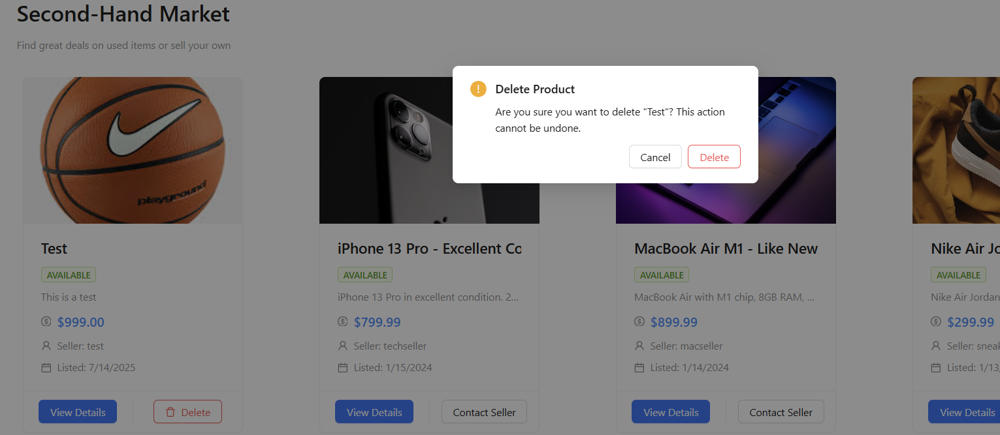 Second-Hand Market
Find great deals on used items or sell your own
Delete Product
Are you sure you want to delete "Test"? This action
cannot be undone.
Cancel
Delete
playground
Test
AVAILABLE
This is a test
$999.00
Seller: test
Listed: 7/14/2025
View Details
Delete
iPhone 13 Pro - Excellent Co
AVAILABLE
iPhone 13 Pro in excellent condition. 2...
$799.99
Seller: techseller
Listed: 1/15/2024
View Details
Contact Seller
MacBook Air M1 - Like New
AVAILABLE
MacBook Air with M1 chip, 8GB RAM, ...
$899.99
Seller: macseller
Listed: 1/14/2024
View Details
Contact Seller
Nike Air Jo
AVAILABLE
Nike Air Jordan
$299.99
Seller: sneak
Listed: 1/13/
View Details